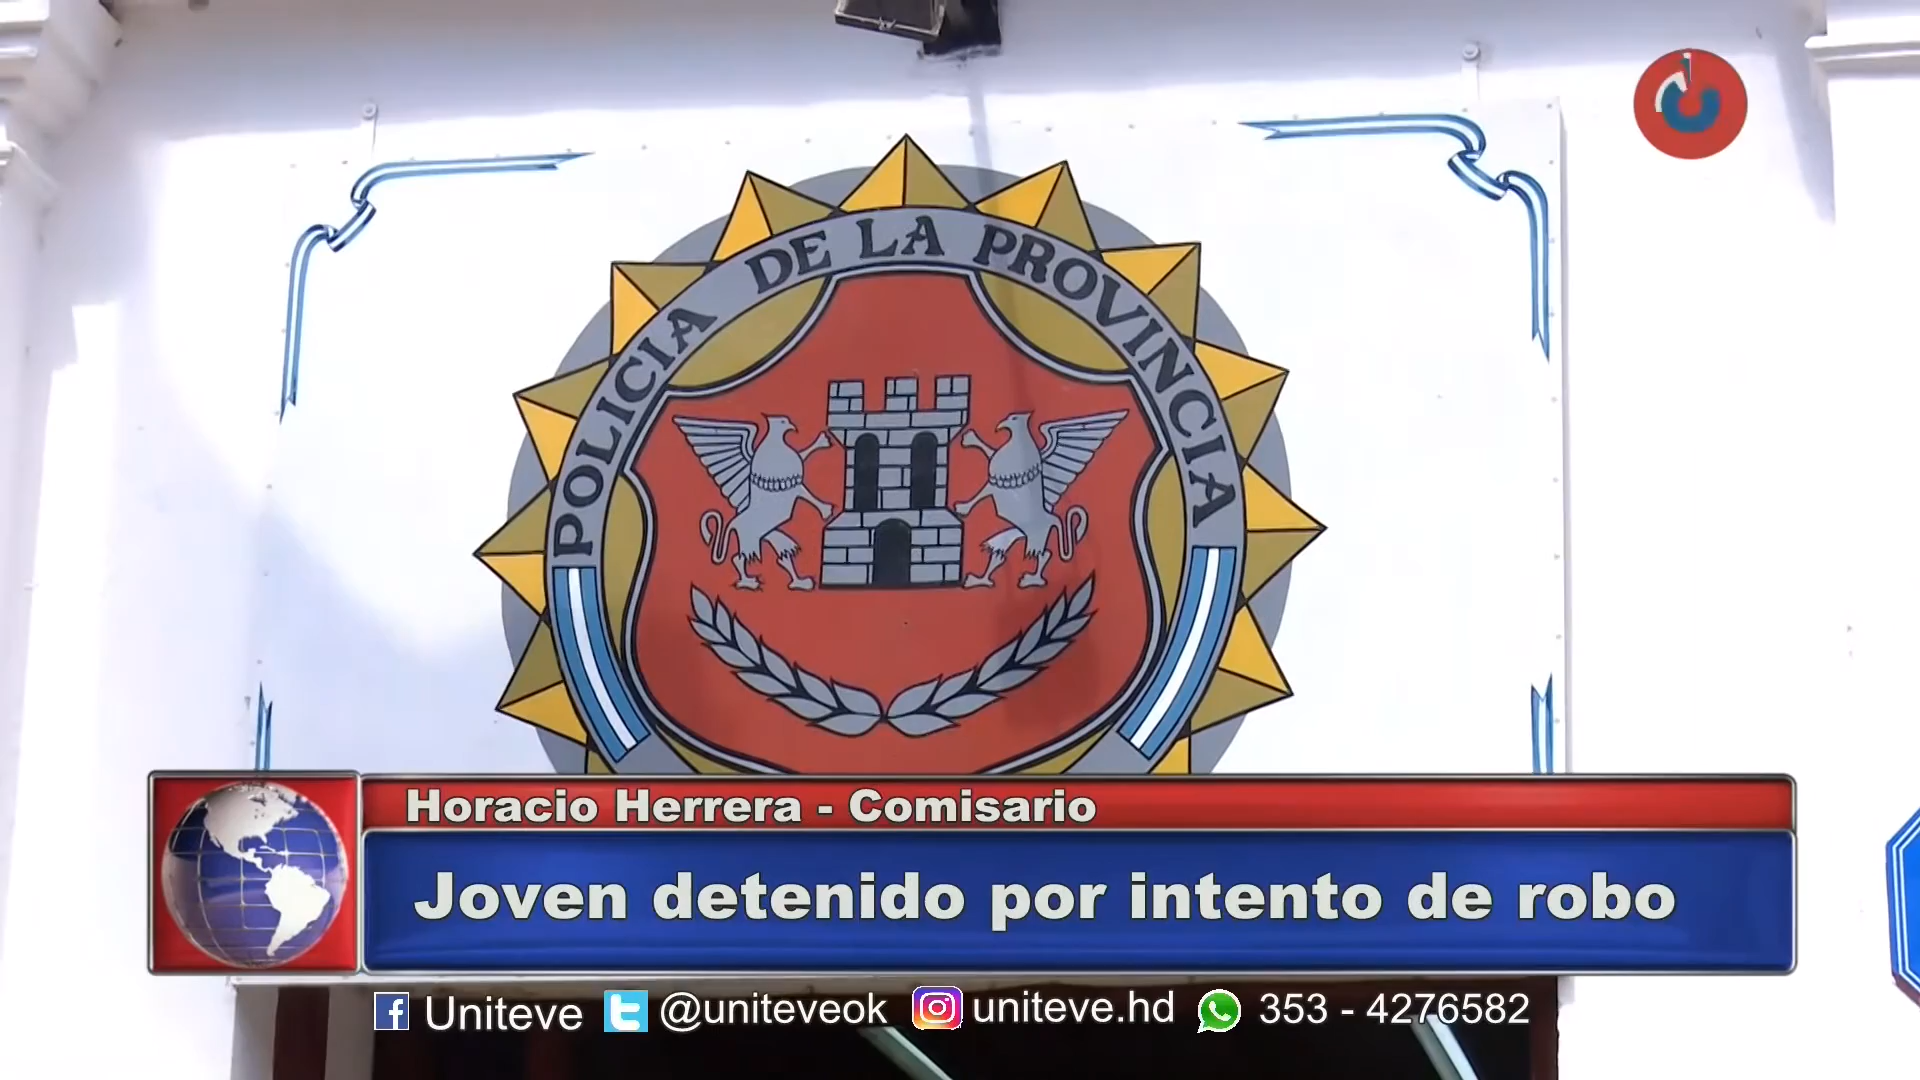 POLICIA DE LA PROVINCIA
Horacio Herrera - Comisario
Joven detenido por intento de robo
Uniteve @uniteveok uniteve.hd 353 - 4276582